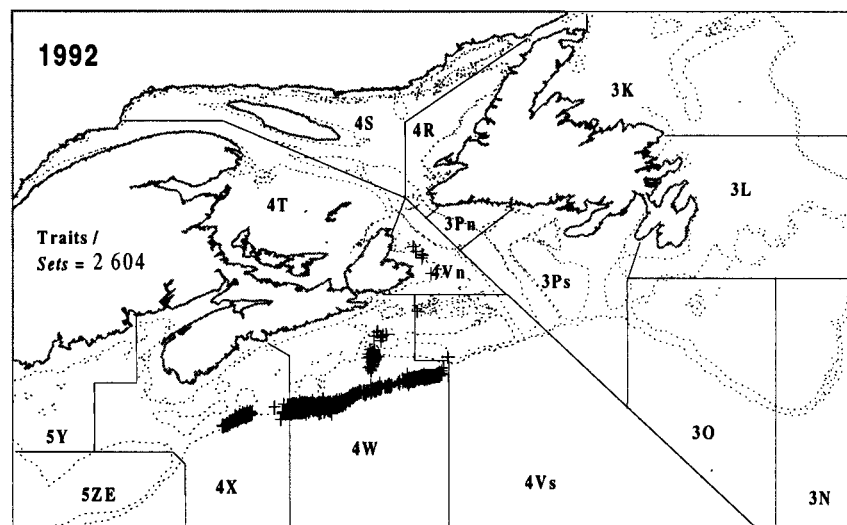 1992
3K
4S
4R
3L
4T
3Pn
Traits /
Sets = 2 604
4Vn
3Ps
5Y
4W
3O
5ZE
4X
4Vs
3N